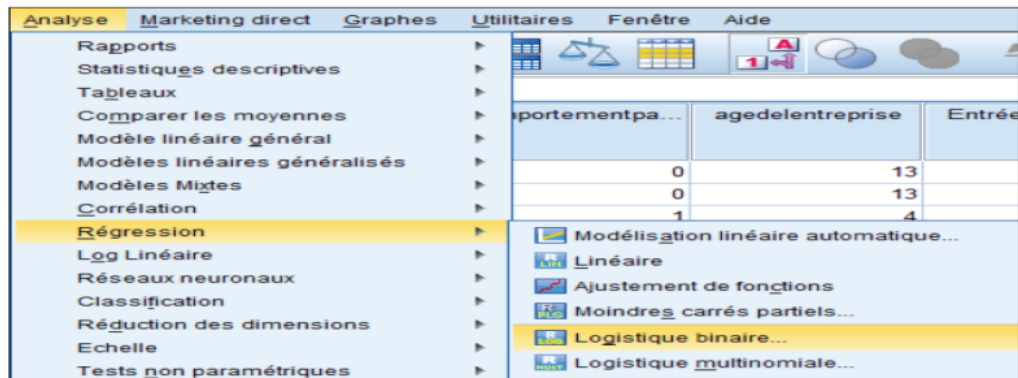 Analyse Marketing direct Graphes Utilitaires Fenêtre Aide
Rapports
Statistiques descriptives
Tableaux
Comparer les moyennes
Modèle linéaire général
Modèles linéaires généralisés
Modèles Mixtes
Corrélation
Régression
Log Linéaire
Réseaux neuronaux
Classification
Réduction des dimensions
Echelle
Tests non paramétriques
A
1
portementpa... agedelentreprise Entrée
0 13
0 13
1 4
Modélisation linéaire automatique...
Linéaire
Ajustement de fonctions
Moindres carrés partiels...
Logistique binaire...
Logistique multinomiale...